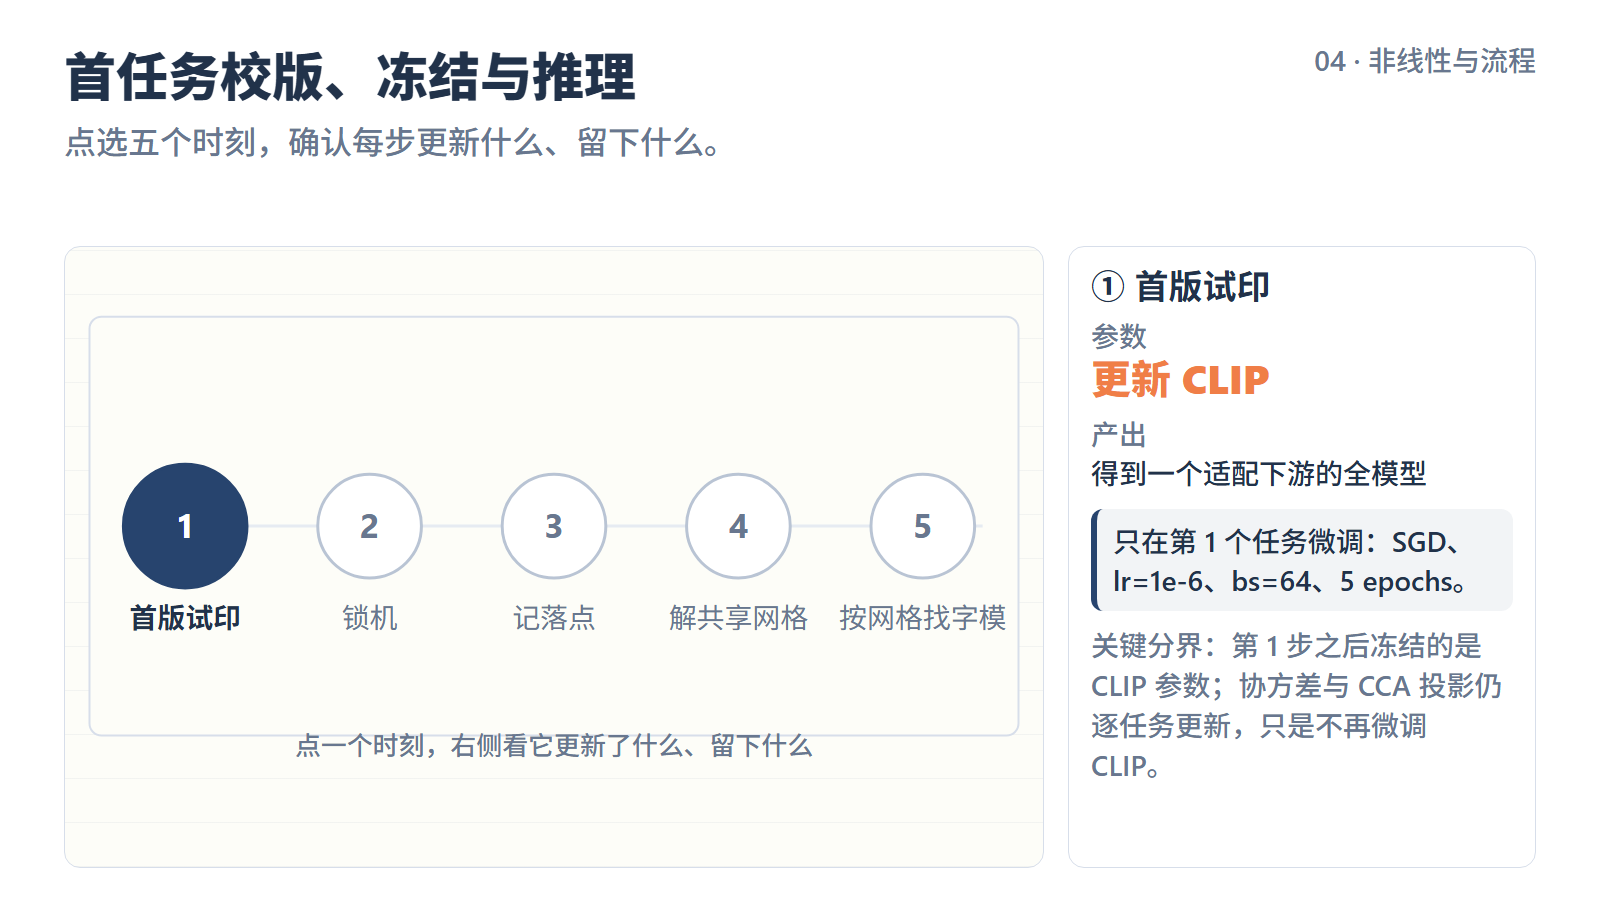 首任务校版、冻结与推理
04 · 非线性与流程
点选五个时刻，确认每步更新什么、留下什么。
1
2
3
4
5
首版试印
锁机
记落点
解共享网格
按网格找字模
点一个时刻，右侧看它更新了什么、留下什么
① 首版试印
参数
更新 CLIP
产出
得到一个适配下游的全模型
只在第 1 个任务微调：SGD、
lr=1e-6、bs=64、5 epochs。
关键分界：第 1 步之后冻结的是
CLIP 参数；协方差与 CCA 投影仍
逐任务更新，只是不再微调
CLIP。